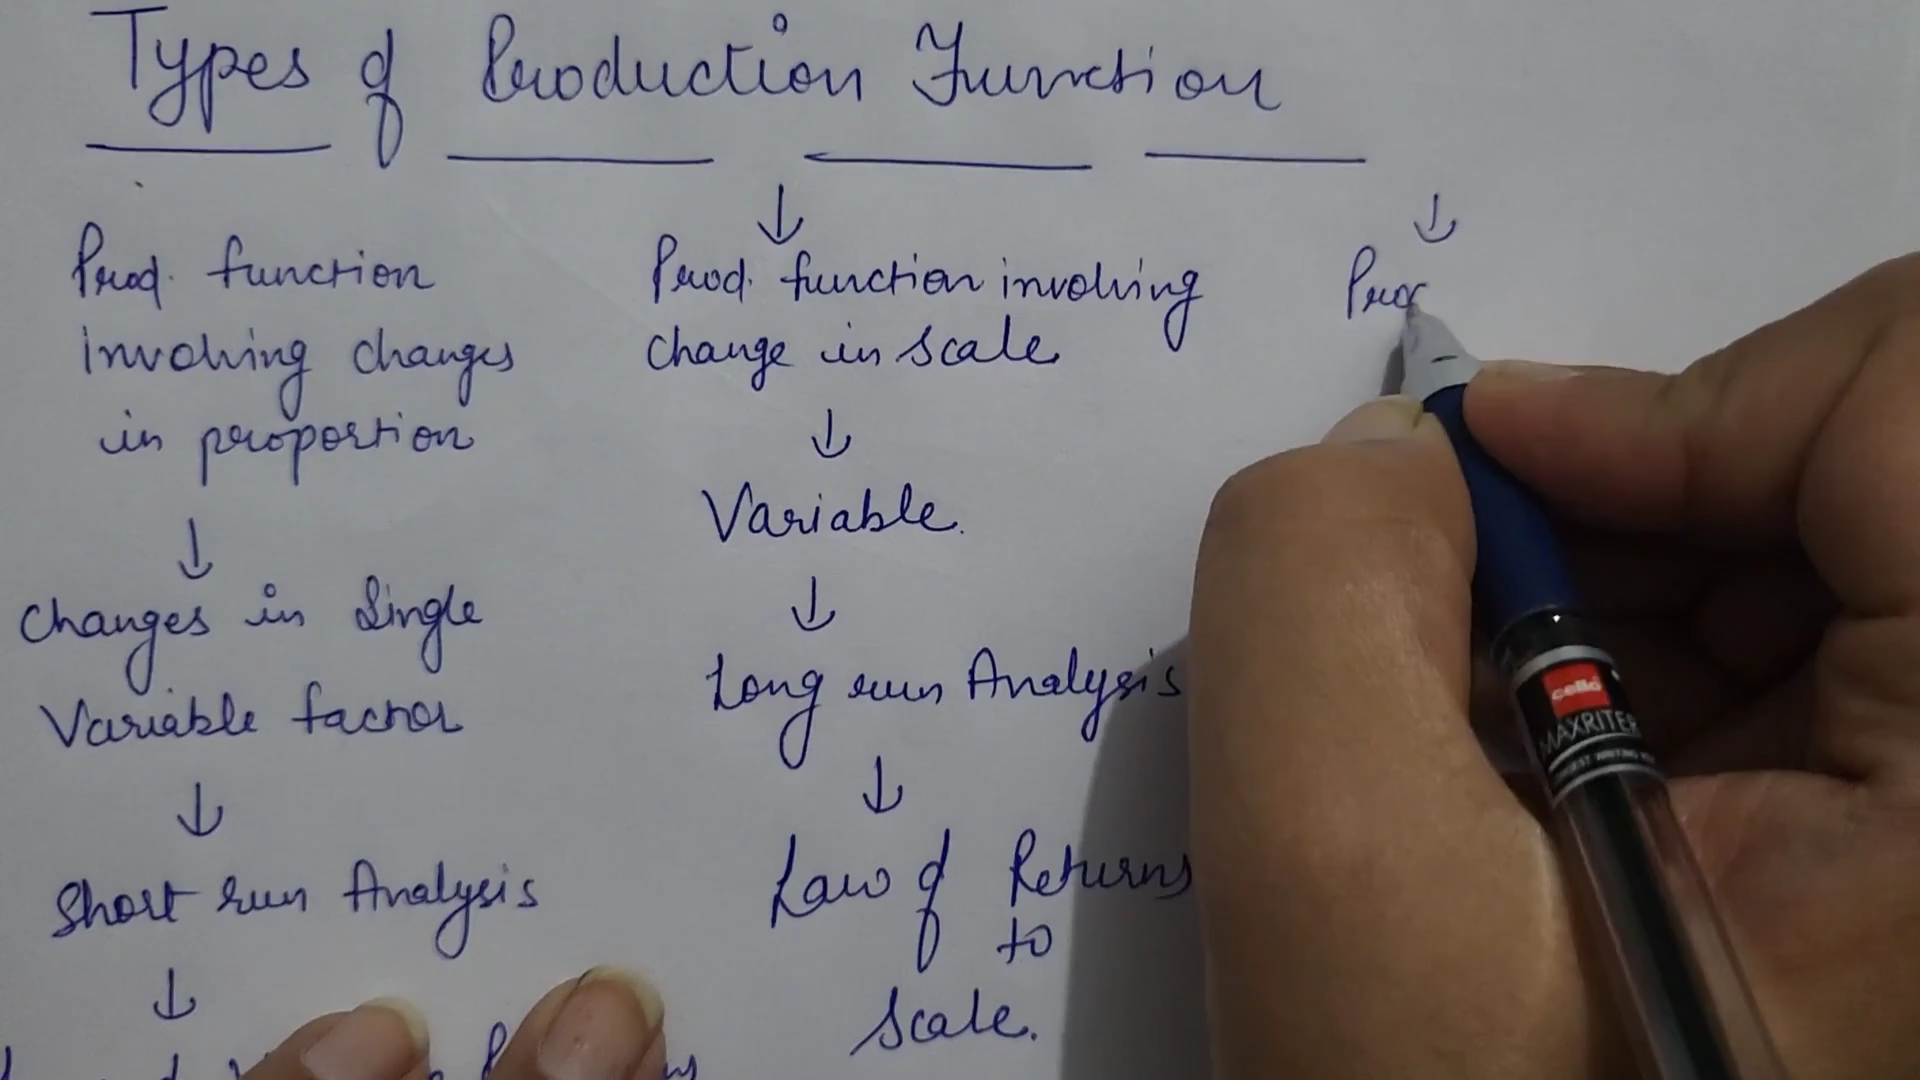 Types of Production Function
Prod. function
involving changes
in proportion
Changes in Single
Variable factor
Short run Analysis
Prod. function involving
change in scale
Variable.
Long run Analysis
Law of Returns
to
Scale.
cello
MAXRITER